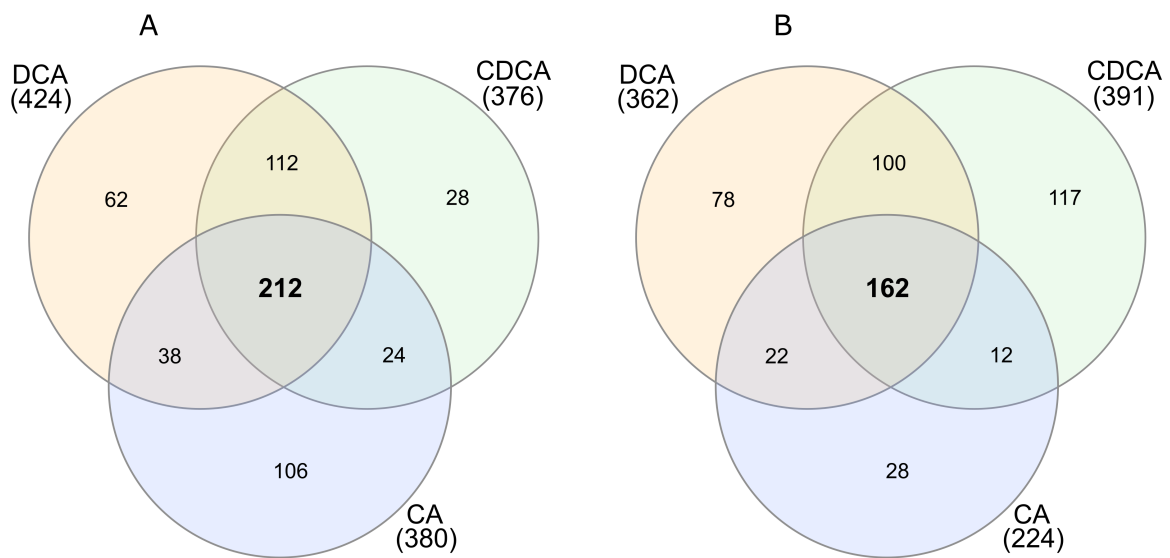 A
DCA
(424)
CDCA
(376)
112
62
28
212
38
24
106
CA
(380)
B
DCA
(362)
CDCA
(391)
100
78
117
162
22
12
28
CA
(224)